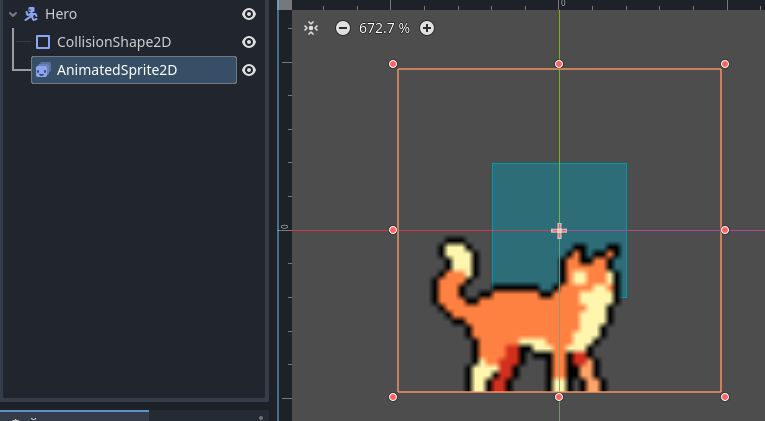 Hero
CollisionShape2D
AnimatedSprite2D
672.7 %
0
0